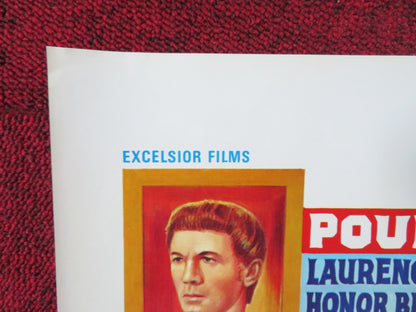 EXCELSIOR FILMS
POU
LAURENC
HONOR B